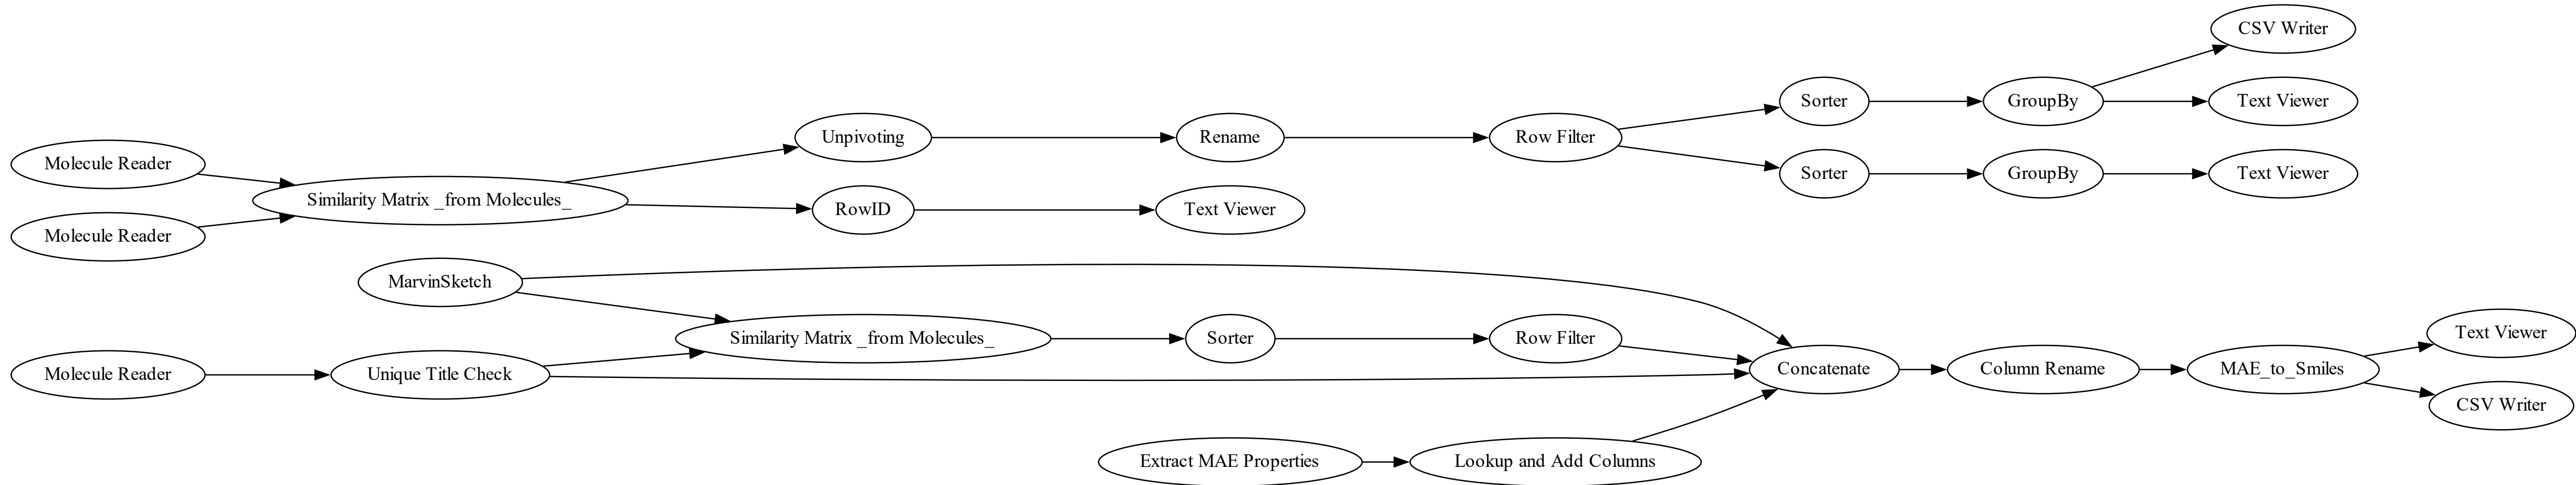 CSV Writer
Sorter
GroupBy
Text Viewer
Unpivoting
Rename
Row Filter
Molecule Reader
Similarity Matrix _from Molecules_
Sorter
GroupBy
Text Viewer
RowID
Text Viewer
Molecule Reader
MarvinSketch
Similarity Matrix _from Molecules_
Sorter
Row Filter
Text Viewer
Molecule Reader
Unique Title Check
Concatenate
Column Rename
MAE_to_Smiles
CSV Writer
Extract MAE Properties
Lookup and Add Columns